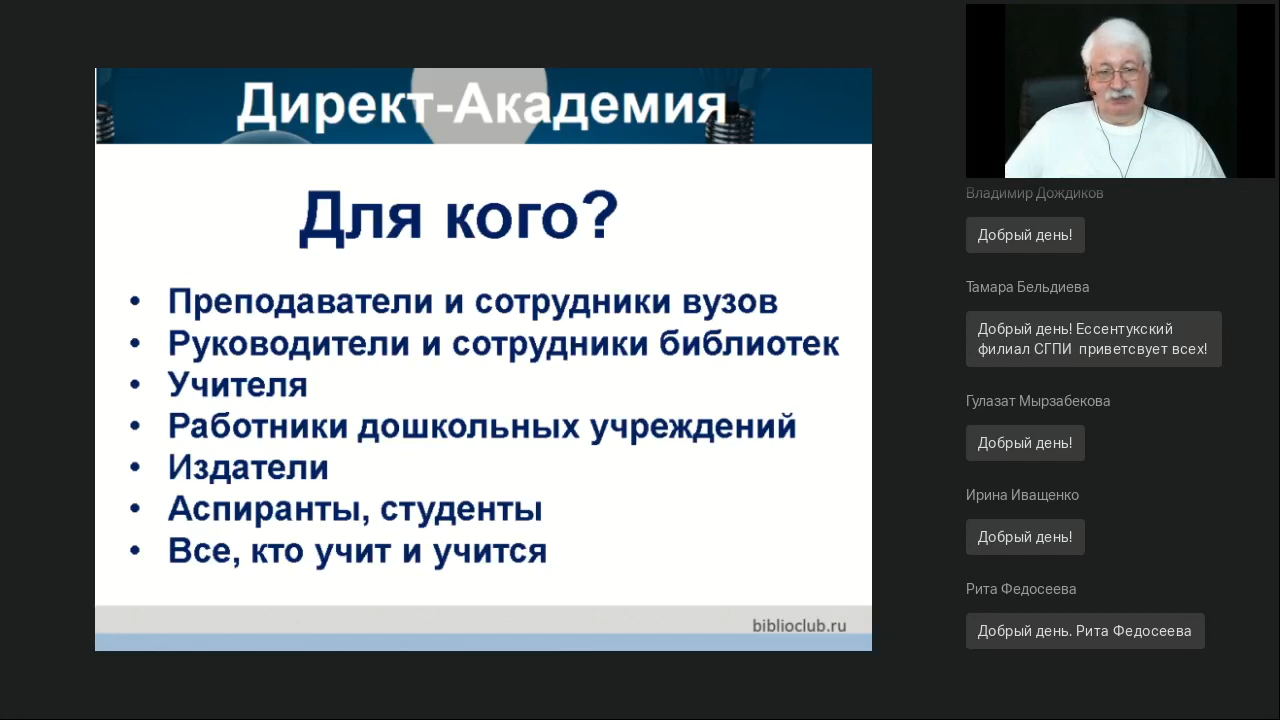 Директ-Академия
Для кого?
• Преподаватели и сотрудники вузов
• Руководители и сотрудники библиотек
• Учителя
• Работники дошкольных учреждений
• Издатели
• Аспиранты, студенты
• Все, кто учит и учится
biblioclub.ru
Владимир Дождиков
Добрый день!
Тамара Бельдиева
Добрый день! Ессентукский
филиал СГПИ  приветсвует всех!
Гулазат Мырзабекова
Добрый день!
Ирина Иващенко
Добрый день!
Рита Федосеева
Добрый день. Рита Федосеева